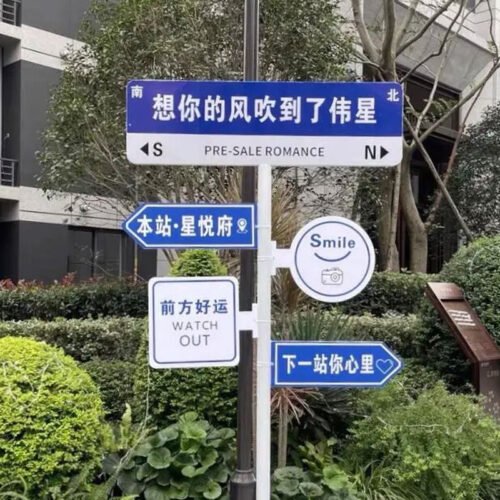 南 北
想你的风吹到了伟星
S PRE-SALE ROMANCE N
本站·星悦府
Smile
前方好运
WATCH
OUT
下一站你心里